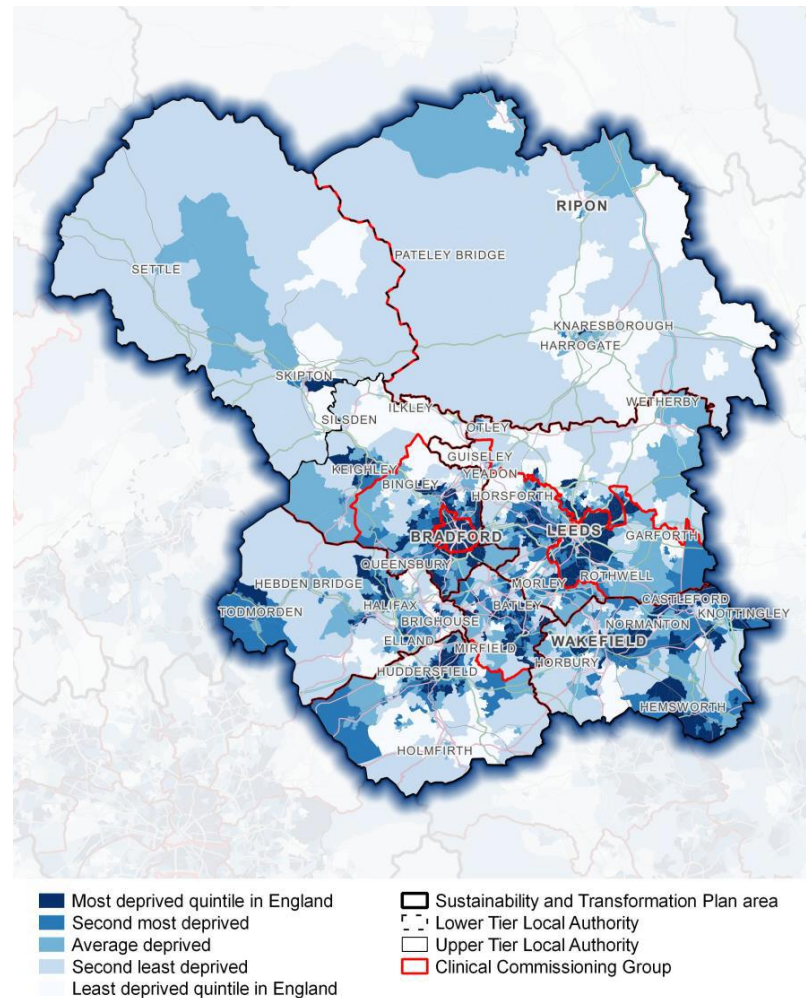 RIPON
PATELEY BRIDGE
SETTLE
KNARESBOROUGH
HARROGATE
SKIPTON
WETHERBY
ILKLEY
SILSDEN
OTLEY
GUISELEY
KEIGHLEY
YEADON
BINGLEY
HORSFORTH
BRADFORD
LEEDS
GARFORTH
QUEENSBURY
ROTHWELL
HEBDEN BRIDGE
MORLEY
CASTLEFORD
TODMORDEN
HALIFAX
BATLEY
KNOTTINGLEY
BRIGHOUSE
NORMANTON
ELLAND
WAKEFIELD
MIRFIELD
HORBURY
HUDDERSFIELD
HEMSWORTH
HOLMFIRTH
Most deprived quintile in England
Second most deprived
Average deprived
Second least deprived
Least deprived quintile in England
Sustainability and Transformation Plan area
Lower Tier Local Authority
Upper Tier Local Authority
Clinical Commissioning Group